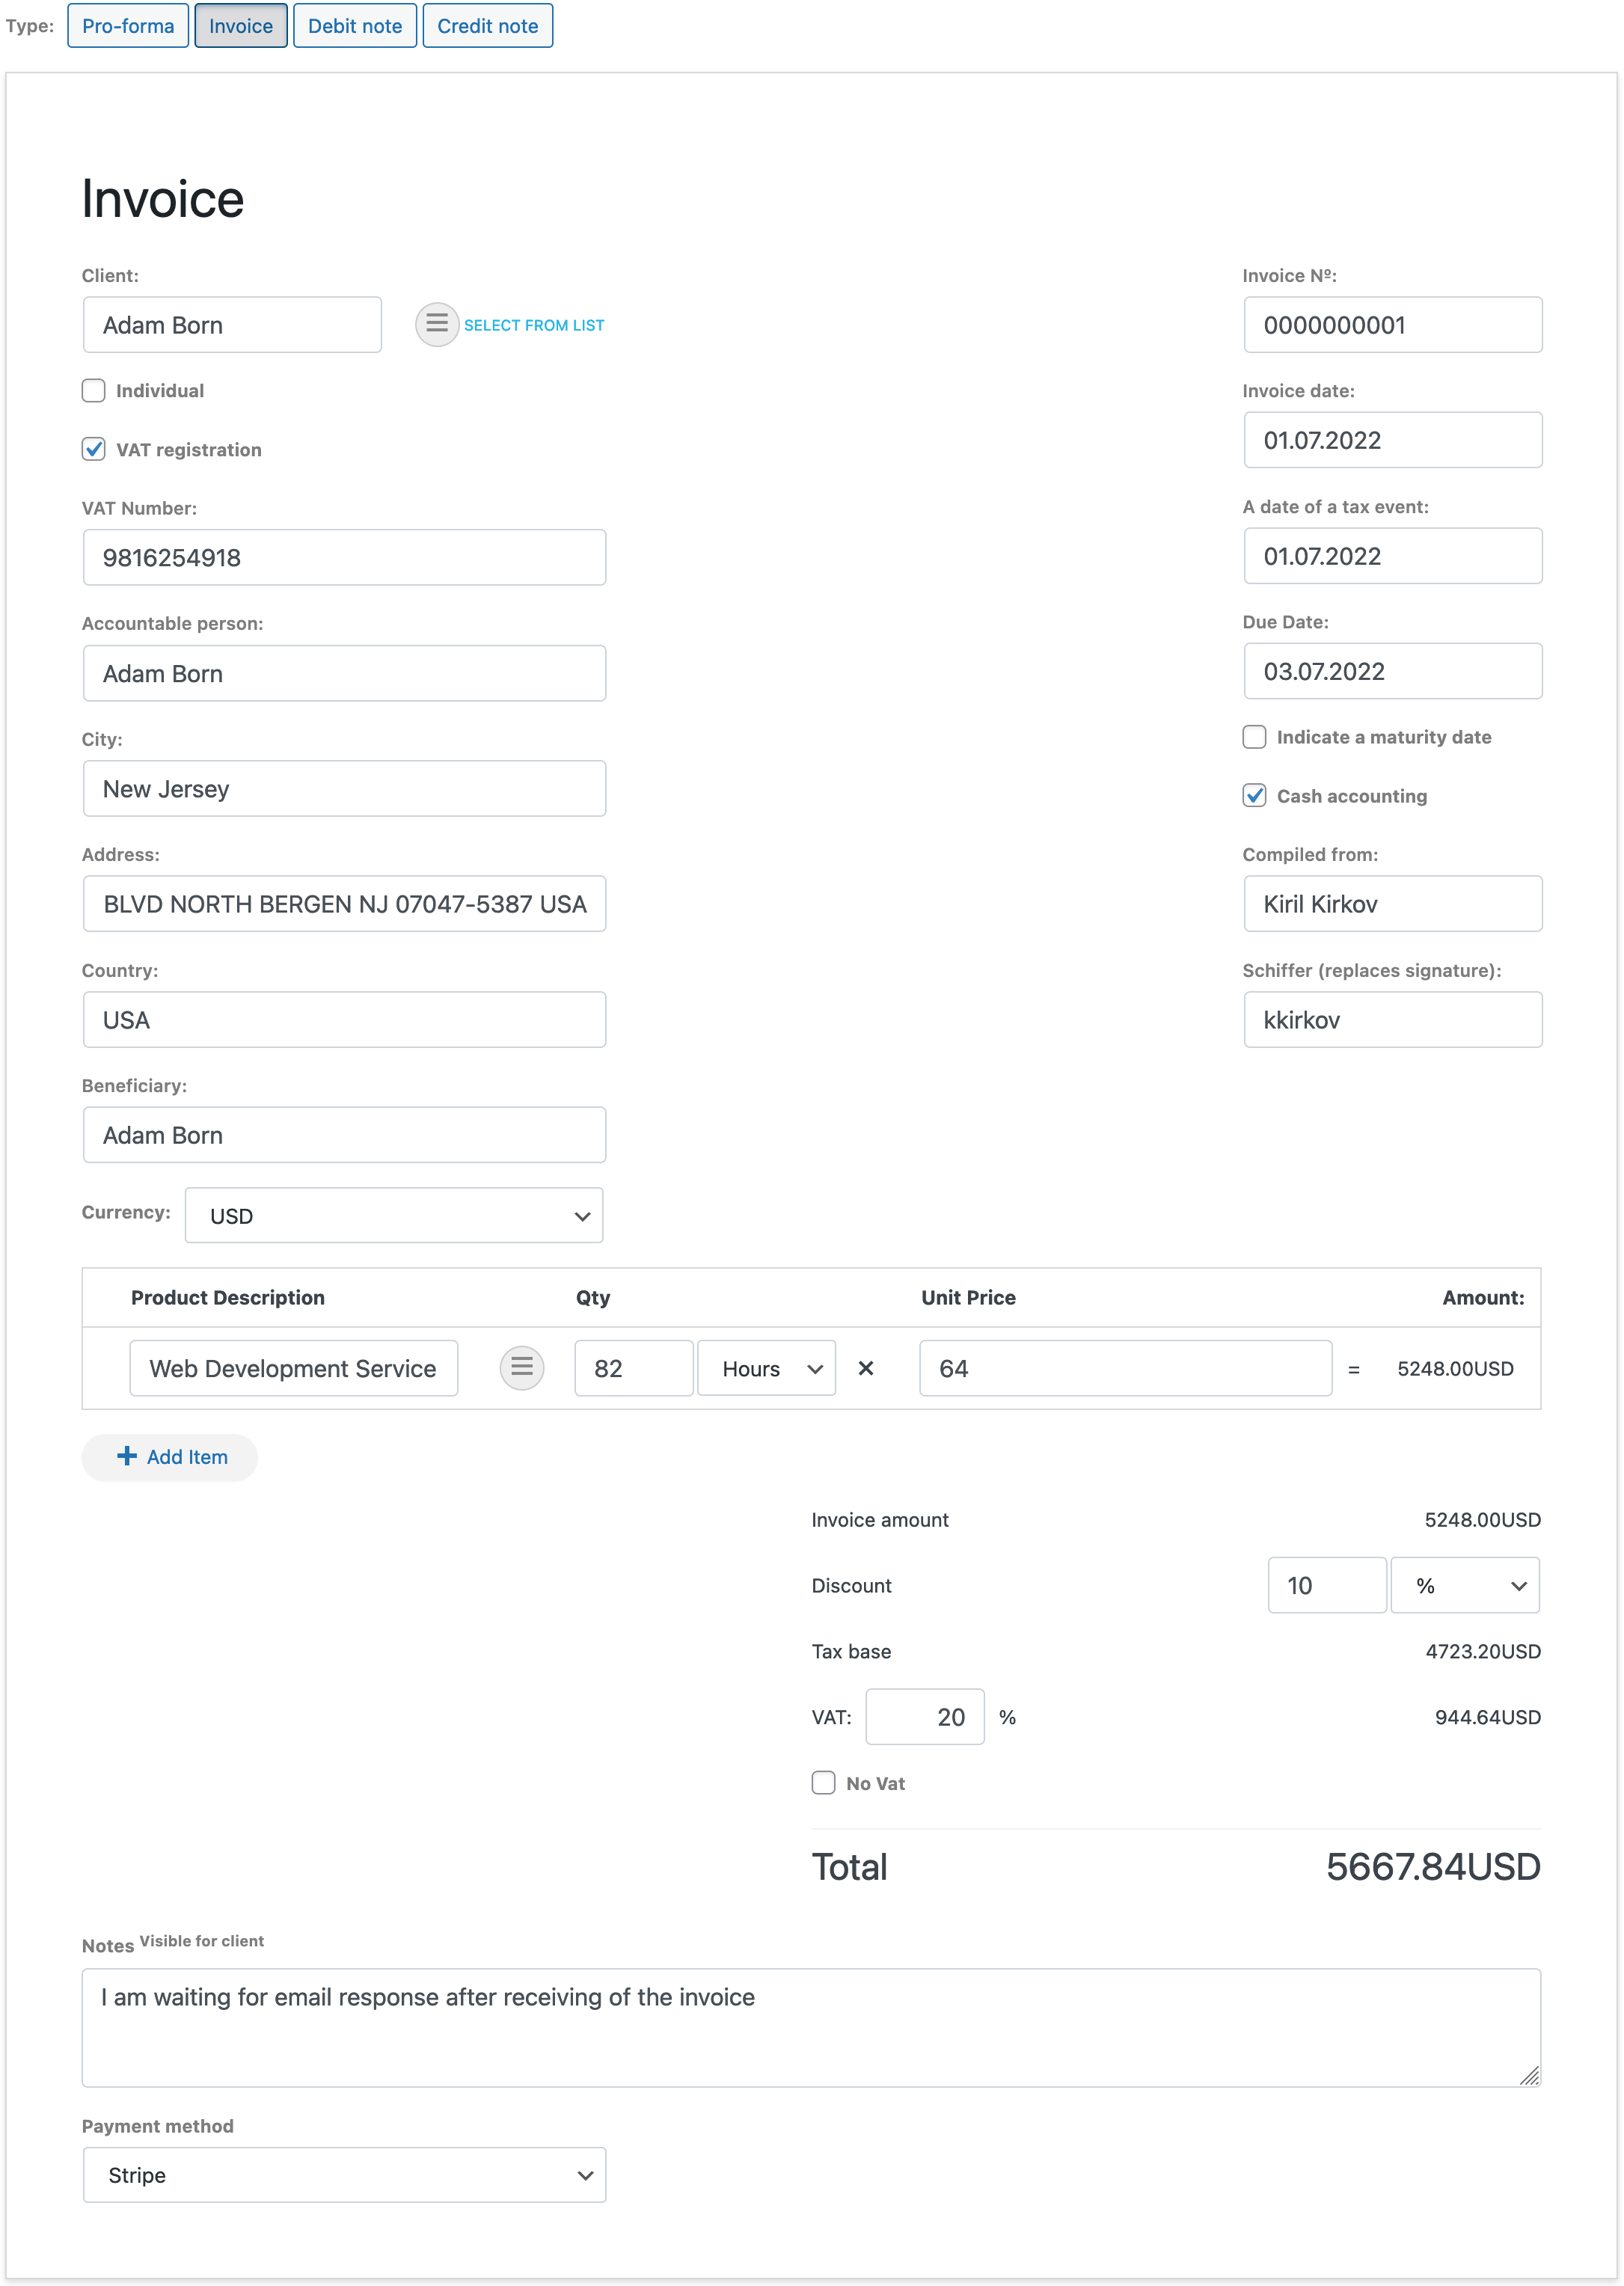 Type: Pro-forma Invoice Debit note Credit note
Invoice
Client:
Adam Born SELECT FROM LIST
Individual
VAT registration
VAT Number:
9816254918
Accountable person:
Adam Born
City:
New Jersey
Address:
BLVD NORTH BERGEN NJ 07047-5387 USA
Country:
USA
Beneficiary:
Adam Born
Currency: USD
Invoice Nº:
0000000001
Invoice date:
01.07.2022
A date of a tax event:
01.07.2022
Due Date:
03.07.2022
Indicate a maturity date
Cash accounting
Compiled from:
Kiril Kirkov
Schiffer (replaces signature):
kkirkov
Product Description Qty Unit Price Amount:
Web Development Service 82 Hours × 64 = 5248.00USD
+ Add Item
Invoice amount 5248.00USD
Discount 10 %
Tax base 4723.20USD
VAT: 20 % 944.64USD
No Vat
Total 5667.84USD
Notes Visible for client
I am waiting for email response after receiving of the invoice
Payment method
Stripe